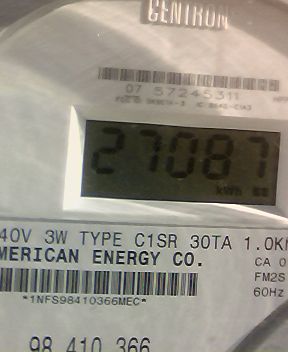 CENTRON
07 57245311
27087
kWh
40V 3W TYPE C1SR 30TA 1.0K
MERICAN ENERGY CO.
CA 0
FM2S
60Hz
*1NFS98410366MEC*
98 410 366